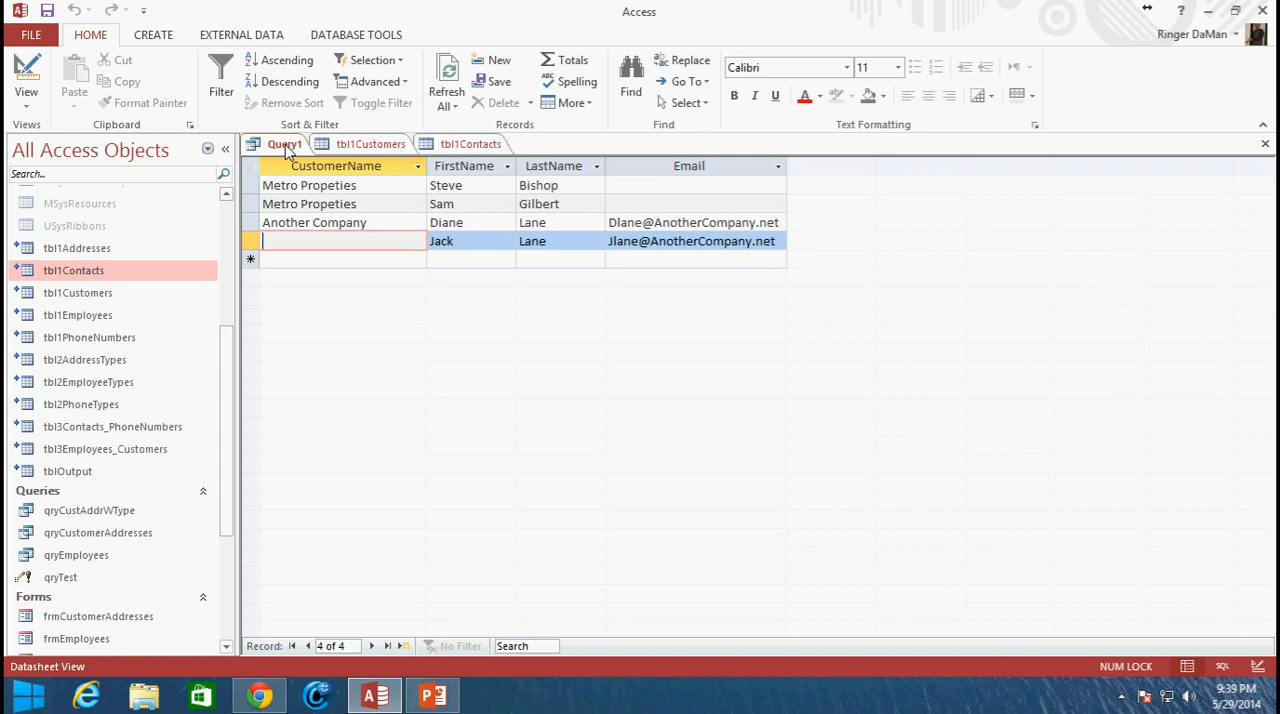 Access
Ringer DaMan
FILE HOME CREATE EXTERNAL DATA DATABASE TOOLS
View
Views
Paste
Cut
Copy
Format Painter
Clipboard
Filter
Ascending
Descending
Remove Sort
Selection
Advanced
Toggle Filter
Sort & Filter
Refresh
All
New
Save
Delete
Totals
Spelling
More
Records
Find
Replace
Go To
Select
Find
Calibri 11
B I U A
Text Formatting
All Access Objects
Search...
MSysResources
USysRibbons
tbl1Addresses
tbl1Contacts
tbl1Customers
tbl1Employees
tbl1PhoneNumbers
tbl2AddressTypes
tbl2EmployeeTypes
tbl2PhoneTypes
tbl3Contacts_PhoneNumbers
tbl3Employees_Customers
tblOutput
Queries
qryCustAddrWType
qryCustomerAddresses
qryEmployees
qryTest
Forms
frmCustomerAddresses
frmEmployees
Query1 tbl1Customers tbl1Contacts
CustomerName FirstName LastName Email
Metro Propeties Steve Bishop
Metro Propeties Sam Gilbert
Another Company Diane Lane Dlane@AnotherCompany.net
Jack Lane Jlane@AnotherCompany.net
Record: 4 of 4 No Filter Search
Datasheet View NUM LOCK SQL
9:39 PM
5/29/2014